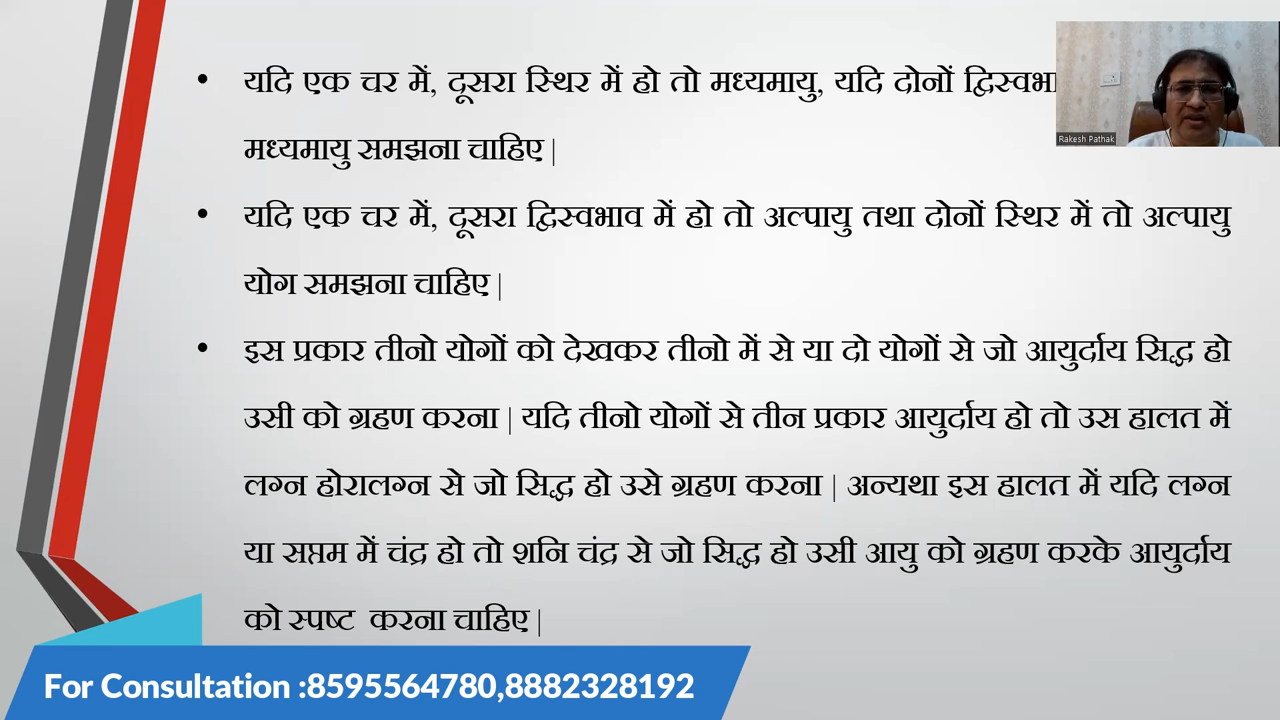 • यदि एक चर में, दूसरा स्थिर में हो तो मध्यमायु, यदि दोनों
मध्यमायु समझना चाहिए |
• यदि एक चर में, दूसरा द्विस्वभाव में हो तो अल्पायु तथा दोनों स्थिर में तो अल्पायु
योग समझना चाहिए |
• इस प्रकार तीनो योगों को देखकर तीनो में से या दो योगों से जो आयुर्दाय सिद्ध हो
उसी को ग्रहण करना | यदि तीनो योगों से तीन प्रकार आयुर्दाय हो तो उस हालत में
लग्न होरालग्न से जो सिद्ध हो उसे ग्रहण करना | अन्यथा इस हालत में यदि लग्न
या सप्तम में चंद्र हो तो शनि चंद्र से जो सिद्ध हो उसी आयु को ग्रहण करके आयुर्दाय
को स्पष्ट करना चाहिए |
Rakesh Pathak
For Consultation :8595564780,8882328192